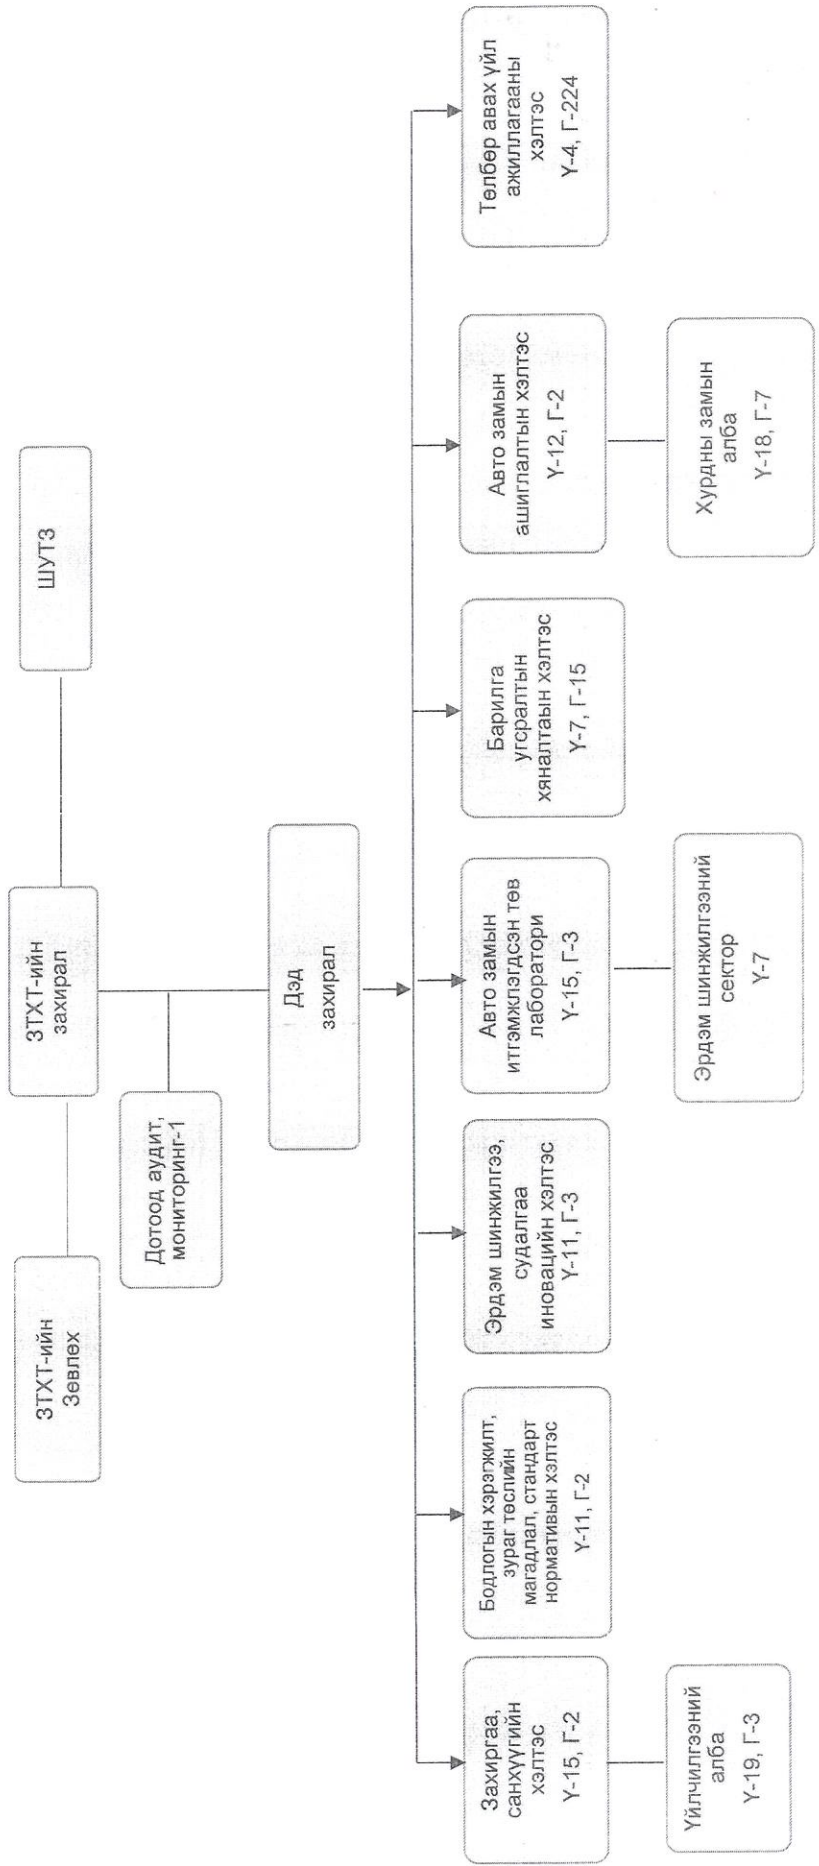 ЗТХТ-ийн
Зөвлөх
ЗТХТ-ийн
захирал
ШУТЗ
Дотоод аудит,
мониторинг-1
Дэд
захирал
Захиргаа,
санхүүгийн
хэлтэс
Ү-15, Г-2
Бодлогын хэрэгжилт,
зураг төслийн
магадлал, стандарт
нормативын хэлтэс
Ү-11, Г-2
Эрдэм шинжилгээ,
судалгаа
иновацийн хэлтэс
Ү-11, Г-3
Авто замын
итгэмжлэгдсэн төв
лаборатори
Ү-15, Г-3
Барилга
угсралтын
хяналтаын хэлтэс
Ү-7, Г-15
Авто замын
ашиглалтын хэлтэс
Ү-12, Г-2
Төлбөр авах үйл
ажиллагааны
хэлтэс
Ү-4, Г-224
Үйлчилгээний
алба
Ү-19, Г-3
Эрдэм шинжилгээний
сектор
Ү-7
Хурдны замын
алба
Ү-18, Г-7